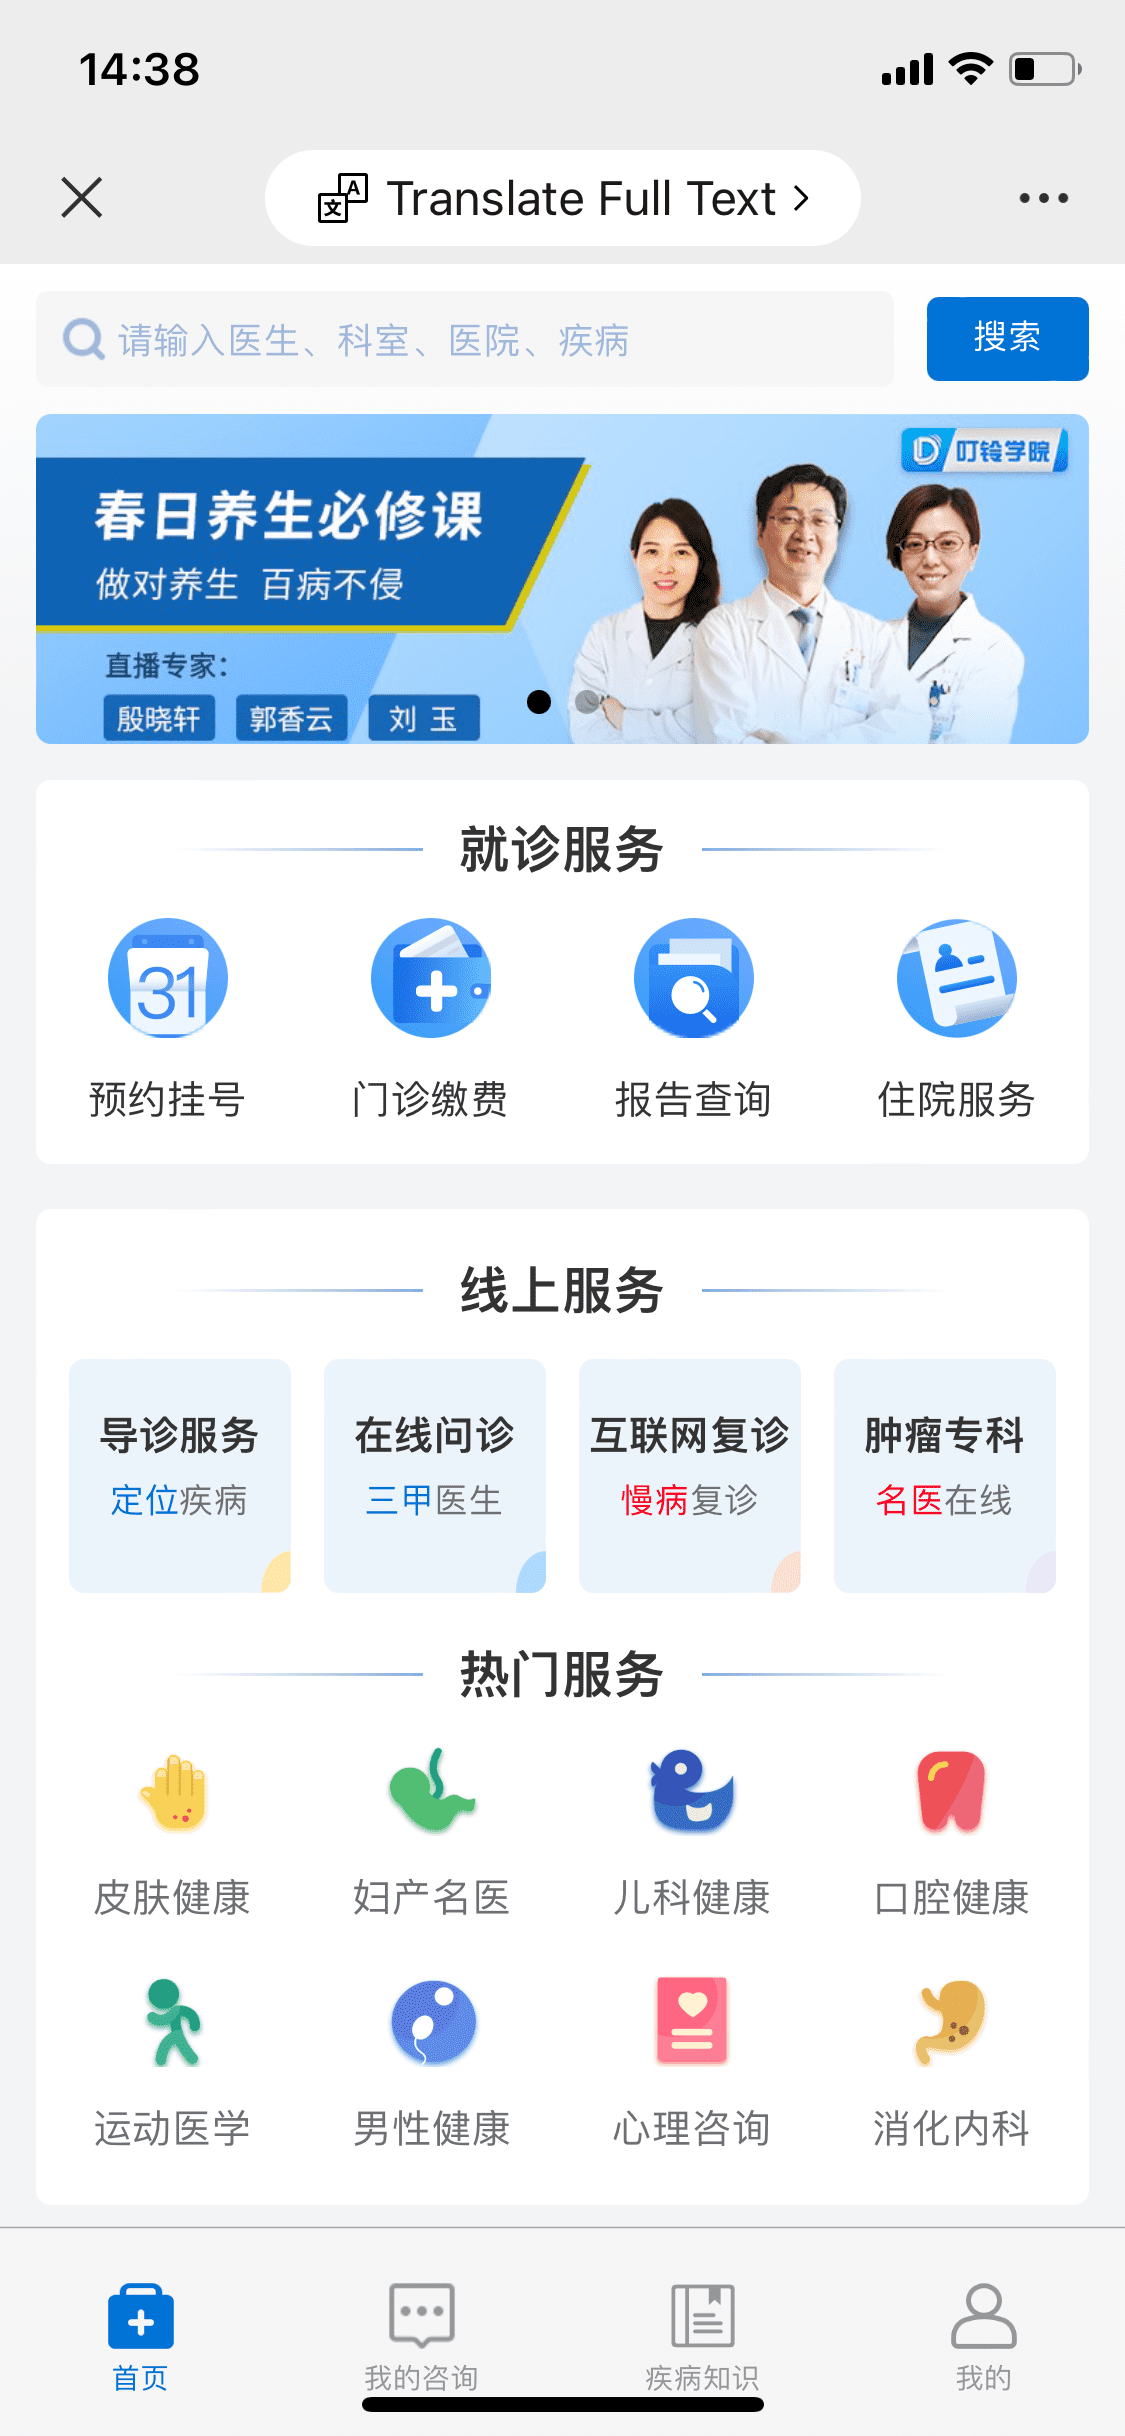 14:38
Translate Full Text
请输入医生、科室、医院、疾病
搜索
叮铃学院
春日养生必修课
做对养生 百病不侵
直播专家:
殷晓轩 郭香云 刘 玉
就诊服务
31
预约挂号 门诊缴费 报告查询 住院服务
线上服务
导诊服务 在线问诊 互联网复诊 肿瘤专科
定位疾病 三甲医生 慢病复诊 名医在线
热门服务
皮肤健康 妇产名医 儿科健康 口腔健康
运动医学 男性健康 心理咨询 消化内科
首页 我的咨询 疾病知识 我的